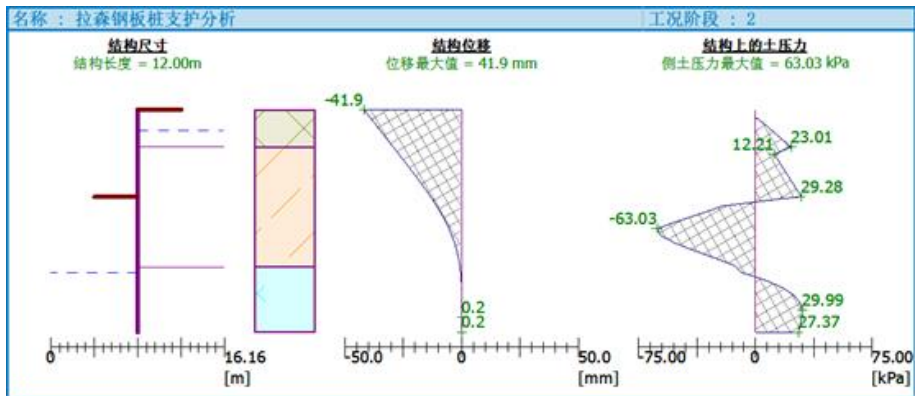 名称 : 拉森钢板桩支护分析
工况阶段 : 2
结构尺寸
结构长度 = 12.00m
结构位移
位移最大值 = 41.9 mm
结构上的土压力
侧土压力最大值 = 63.03 kPa
-41.9
12.21
23.01
29.28
-63.03
0.2
0.2
29.99
27.37
0
16.16
[m]
-50.0
0
50.0
[mm]
-75.00
0
75.00
[kPa]